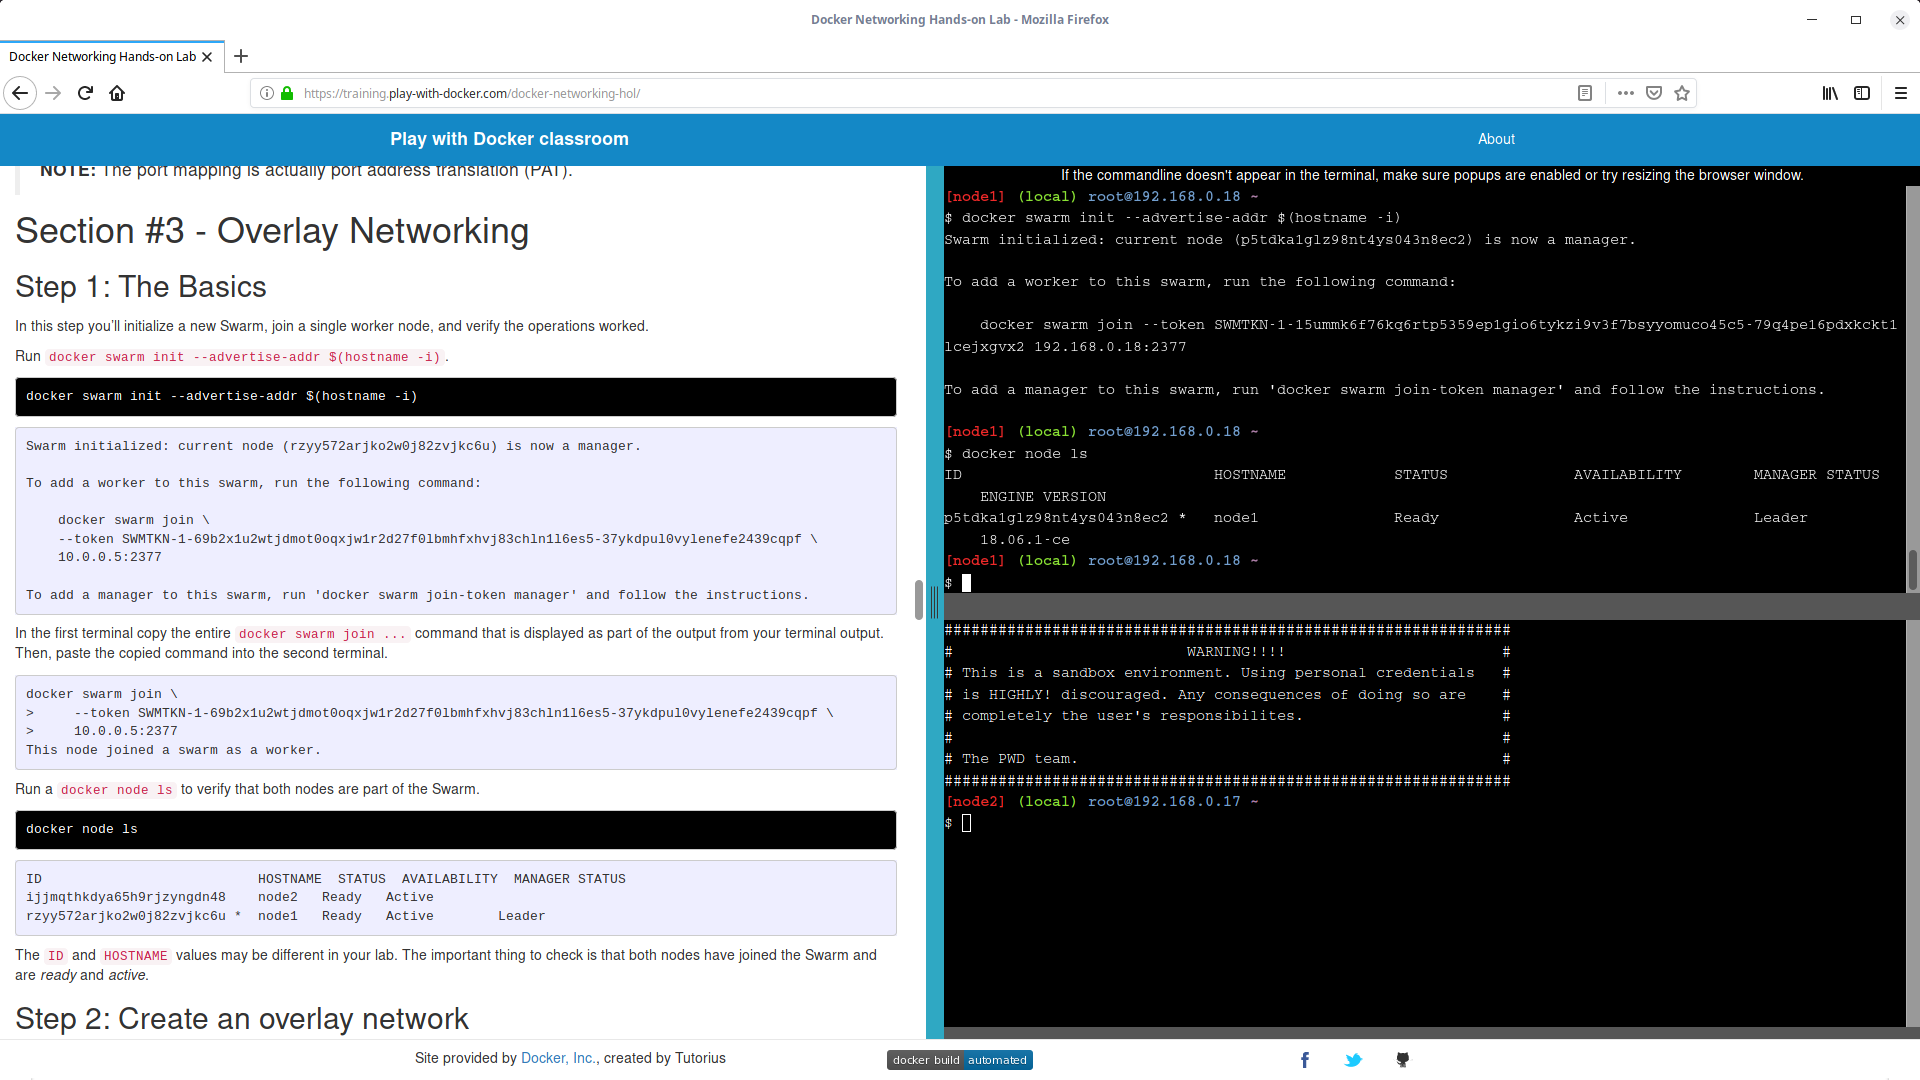 Docker Networking Hands-on Lab - Mozilla Firefox
Docker Networking Hands-on Lab
https://training.play-with-docker.com/docker-networking-hol/
Play with Docker classroom
About
NOTE: The port mapping is actually port address translation (PAT).
Section #3 - Overlay Networking
Step 1: The Basics
In this step you'll initialize a new Swarm, join a single worker node, and verify the operations worked.
Run docker swarm init --advertise-addr $(hostname -i).
docker swarm init --advertise-addr $(hostname -i)
Swarm initialized: current node (rzyy572arjko2w0j82zvjkc6u) is now a manager.
To add a worker to this swarm, run the following command:
docker swarm join \
--token SWMTKN-1-69b2x1u2wtjdmot0oqxjw1r2d27f0lbmhfxhvj83chln1l6es5-37ykdpul0vylenefe2439cqpf \
10.0.0.5:2377
To add a manager to this swarm, run 'docker swarm join-token manager' and follow the instructions.
In the first terminal copy the entire docker swarm join ... command that is displayed as part of the output from your terminal output.
Then, paste the copied command into the second terminal.
docker swarm join \
>     --token SWMTKN-1-69b2x1u2wtjdmot0oqxjw1r2d27f0lbmhfxhvj83chln1l6es5-37ykdpul0vylenefe2439cqpf \
>     10.0.0.5:2377
This node joined a swarm as a worker.
Run a docker node ls to verify that both nodes are part of the Swarm.
docker node ls
ID                           HOSTNAME  STATUS  AVAILABILITY  MANAGER STATUS
ijjmqthkdya65h9rjzyngdn48    node2   Ready   Active
rzyy572arjko2w0j82zvjkc6u *  node1   Ready   Active        Leader
The ID and HOSTNAME values may be different in your lab. The important thing to check is that both nodes have joined the Swarm and
are ready and active.
Step 2: Create an overlay network
If the commandline doesn't appear in the terminal, make sure popups are enabled or try resizing the browser window.
[node1] (local) root@192.168.0.18 ~
$ docker swarm init --advertise-addr $(hostname -i)
Swarm initialized: current node (p5tdka1glz98nt4ys043n8ec2) is now a manager.
To add a worker to this swarm, run the following command:
docker swarm join --token SWMTKN-1-15ummk6f76kq6rtp5359ep1gio6tykzi9v3f7bsyyomuco45c5-79q4pe16pdxkckt1
lcejxgvx2 192.168.0.18:2377
To add a manager to this swarm, run 'docker swarm join-token manager' and follow the instructions.
[node1] (local) root@192.168.0.18 ~
$ docker node ls
ID                            HOSTNAME            STATUS              AVAILABILITY        MANAGER STATUS
ENGINE VERSION
p5tdka1glz98nt4ys043n8ec2 *   node1               Ready               Active              Leader
18.06.1-ce
[node1] (local) root@192.168.0.18 ~
$
###############################################################
#                          WARNING!!!!                        #
# This is a sandbox environment. Using personal credentials   #
# is HIGHLY! discouraged. Any consequences of doing so are    #
# completely the user's responsibilites.                      #
#                                                             #
# The PWD team.                                               #
###############################################################
[node2] (local) root@192.168.0.17 ~
$
Site provided by Docker, Inc., created by Tutorius
docker build automated